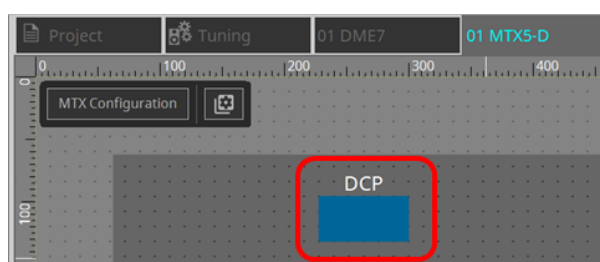 Project
Tuning
01 DME7
01 MTX5-D
0 100 200 300 400
0
MTX Configuration
DCP
100